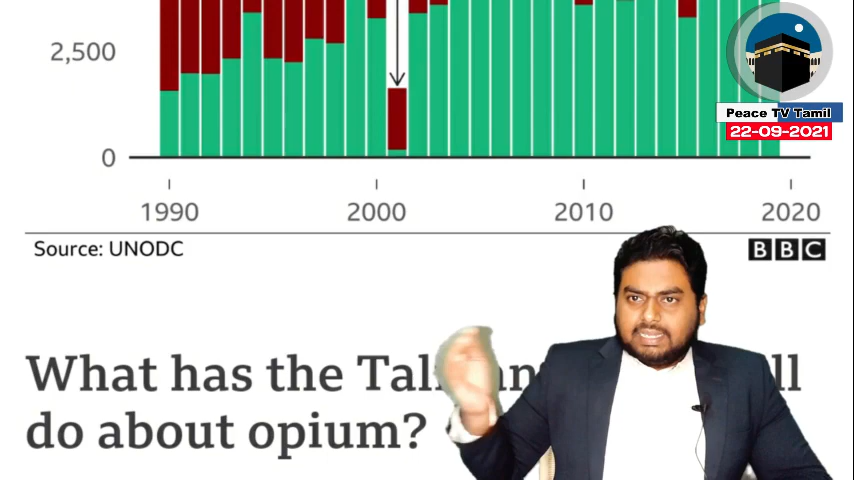 2,500
Peace TV Tamil
22-09-2021
0
1990
2000
2010
2020
Source: UNODC
BBC
What has the
do about opium?